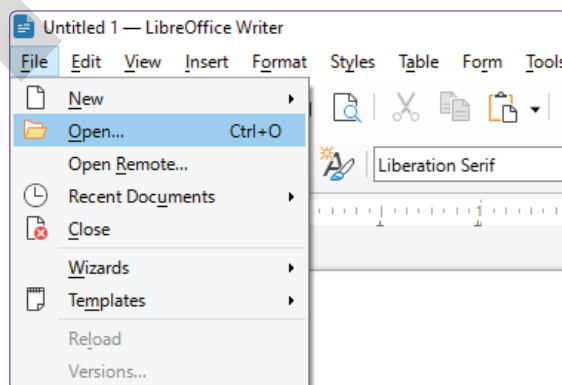 Untitled 1 — LibreOffice Writer
File Edit View Insert Format Styles Table Form Tools
New
Open... Ctrl+O
Open Remote...
Liberation Serif
Recent Documents
1
Close
Wizards
Templates
Reload
Versions...